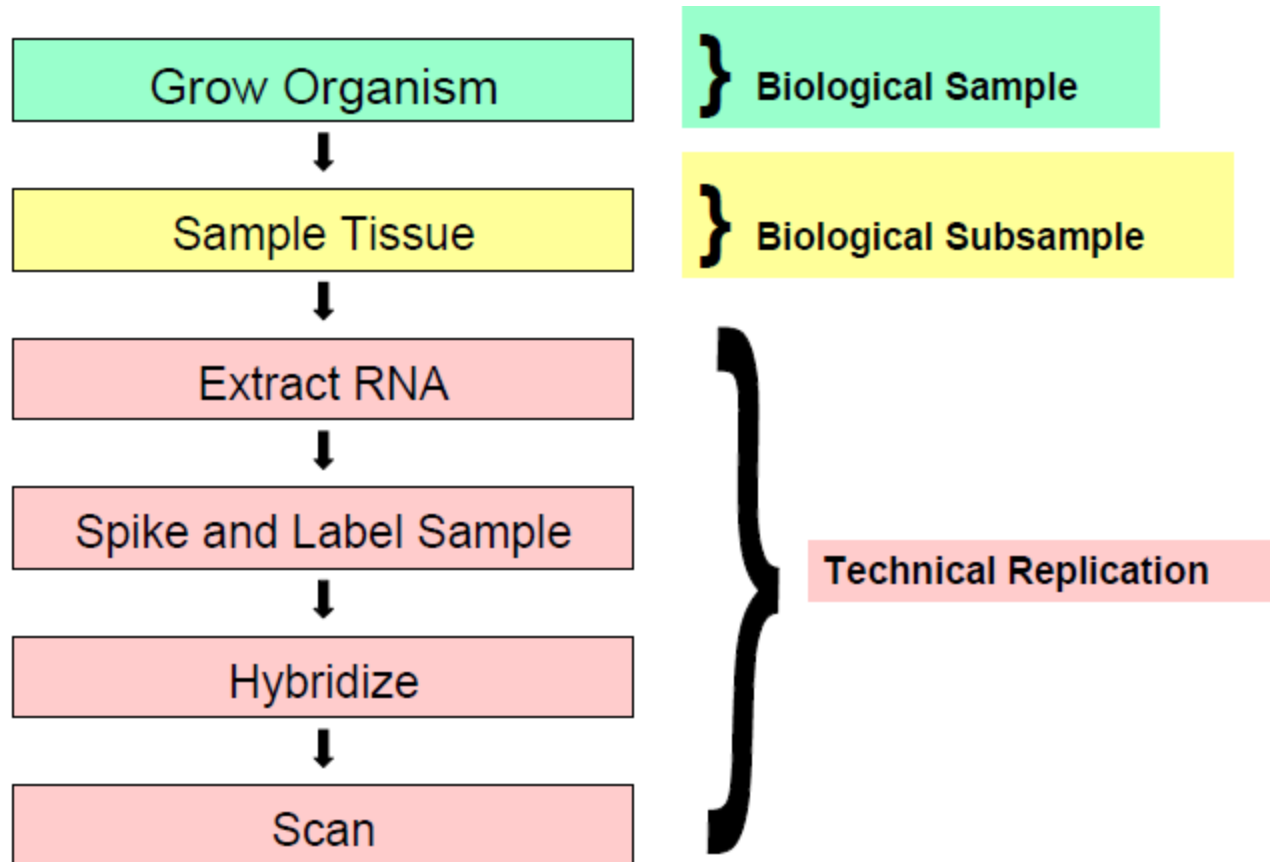 Grow Organism
} Biological Sample
Sample Tissue
} Biological Subsample
Extract RNA
Spike and Label Sample
} Technical Replication
Hybridize
Scan